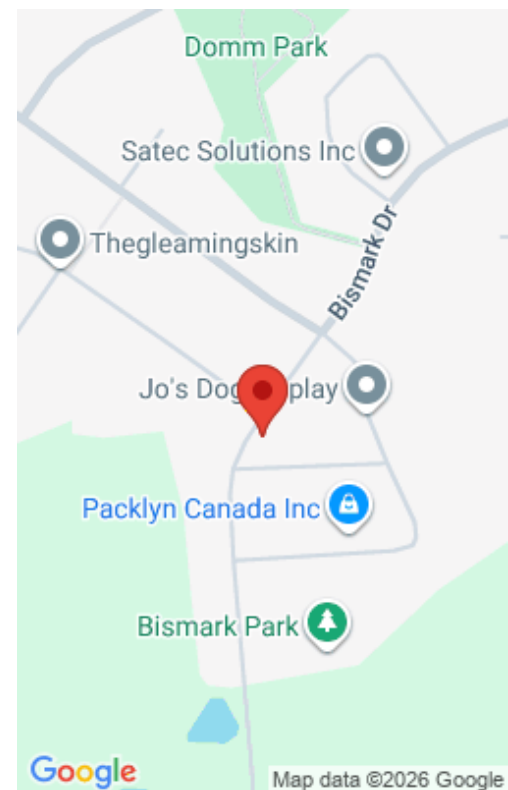 Domm Park
Satec Solutions Inc
Thegleamingskin
Bismark Dr
Jo's Dog play
Packlyn Canada Inc
Bismark Park
Google
Map data ©2026 Google